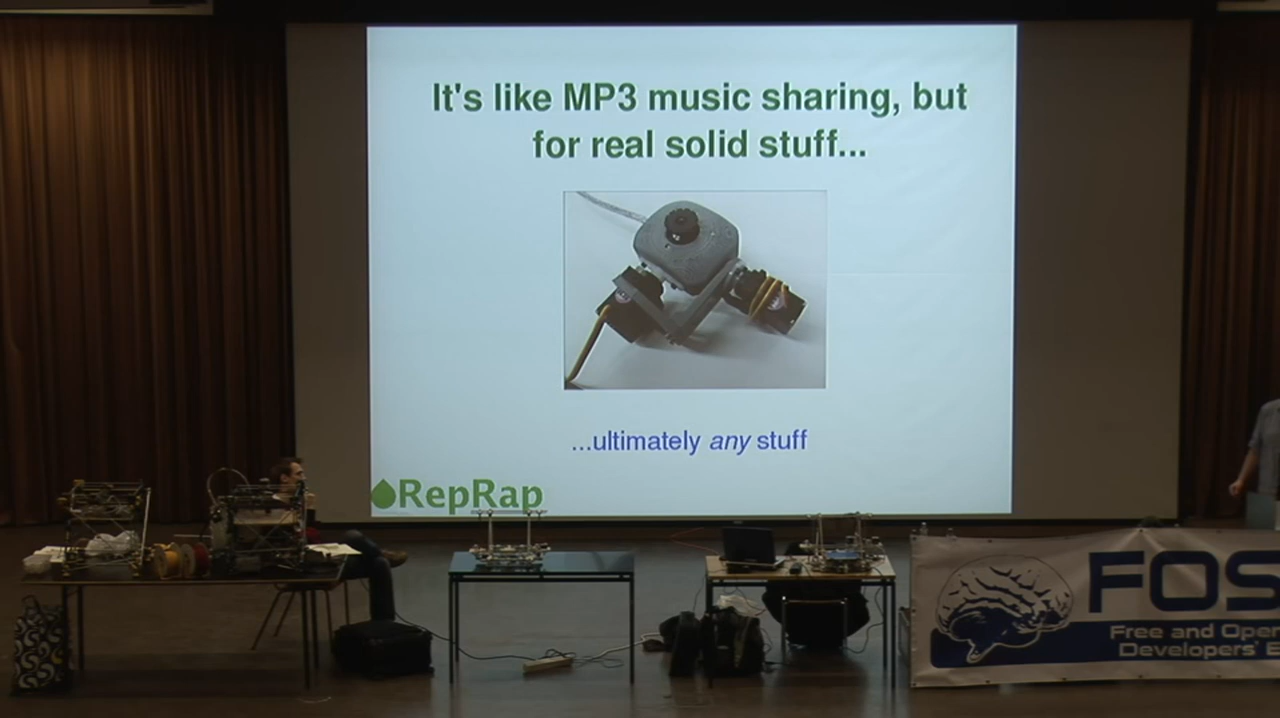 It's like MP3 music sharing, but
for real solid stuff...
...ultimately any stuff
RepRap
FOS
Free and Open
Developers' E